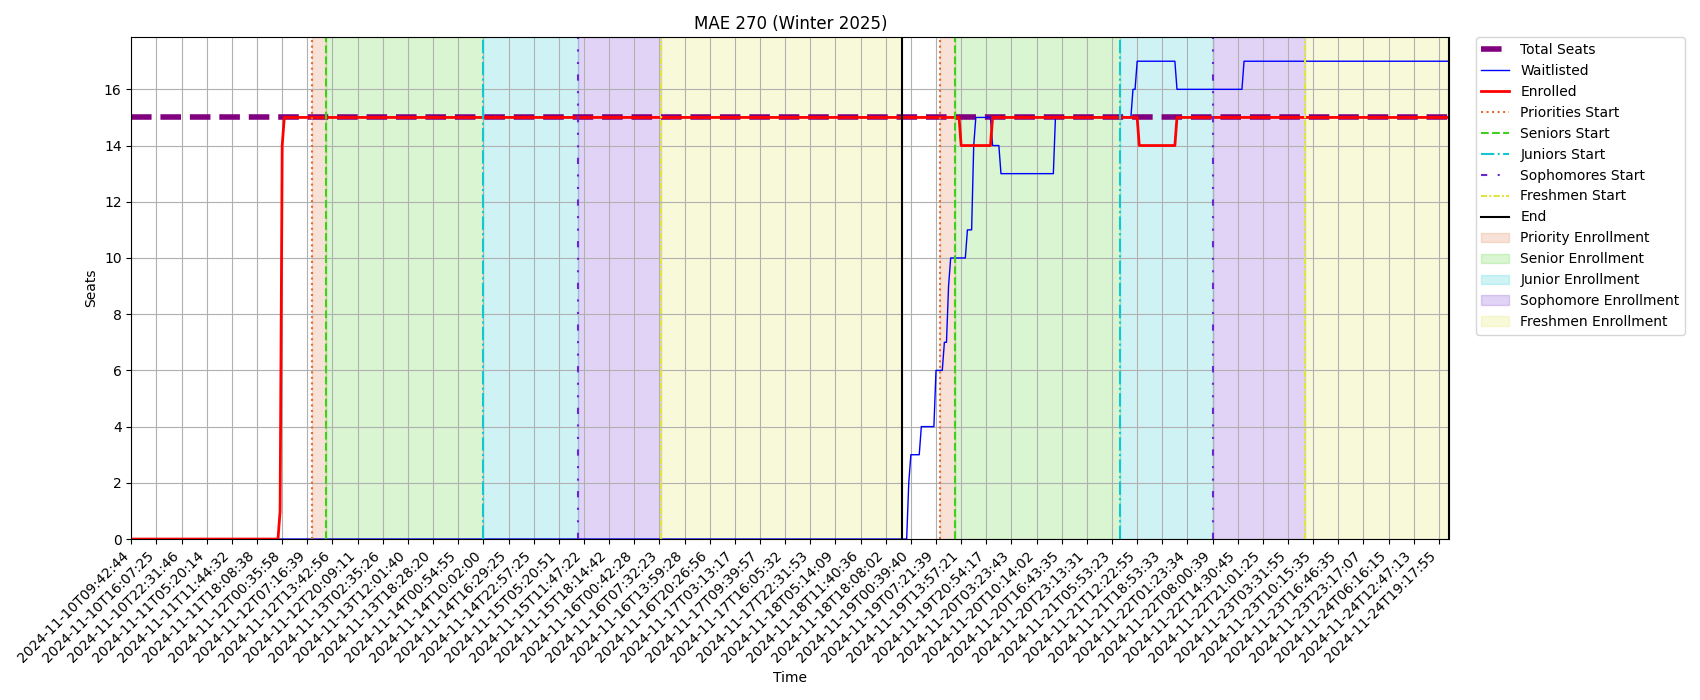 MAE 270 (Winter 2025)
Seats
16
14
12
10
8
6
4
2
0
2024-11-10T09:42:44
2024-11-10T16:07:25
2024-11-10T22:31:46
2024-11-11T05:20:14
2024-11-11T11:44:32
2024-11-11T18:08:38
2024-11-12T00:35:58
2024-11-12T07:16:39
2024-11-12T13:42:56
2024-11-12T20:09:11
2024-11-13T02:35:26
2024-11-13T12:01:40
2024-11-13T18:28:20
2024-11-14T00:54:55
2024-11-14T10:02:00
2024-11-14T16:29:25
2024-11-14T22:57:25
2024-11-15T05:20:51
2024-11-15T11:47:22
2024-11-15T18:14:42
2024-11-16T00:42:28
2024-11-16T07:32:23
2024-11-16T13:59:28
2024-11-16T20:26:56
2024-11-17T03:13:17
2024-11-17T09:39:57
2024-11-17T16:05:32
2024-11-17T22:31:53
2024-11-18T05:14:09
2024-11-18T11:40:36
2024-11-18T18:08:02
2024-11-19T00:39:40
2024-11-19T07:21:39
2024-11-19T13:57:21
2024-11-19T20:54:17
2024-11-20T03:23:43
2024-11-20T10:14:02
2024-11-20T16:43:35
2024-11-20T23:13:31
2024-11-21T05:53:23
2024-11-21T12:22:55
2024-11-21T18:53:33
2024-11-22T01:23:34
2024-11-22T08:00:39
2024-11-22T14:30:45
2024-11-22T21:01:25
2024-11-23T03:31:55
2024-11-23T10:15:35
2024-11-23T16:46:35
2024-11-23T23:17:07
2024-11-24T06:16:15
2024-11-24T12:47:13
2024-11-24T19:17:55
Time
Total Seats
Waitlisted
Enrolled
Priorities Start
Seniors Start
Juniors Start
Sophomores Start
Freshmen Start
End
Priority Enrollment
Senior Enrollment
Junior Enrollment
Sophomore Enrollment
Freshmen Enrollment